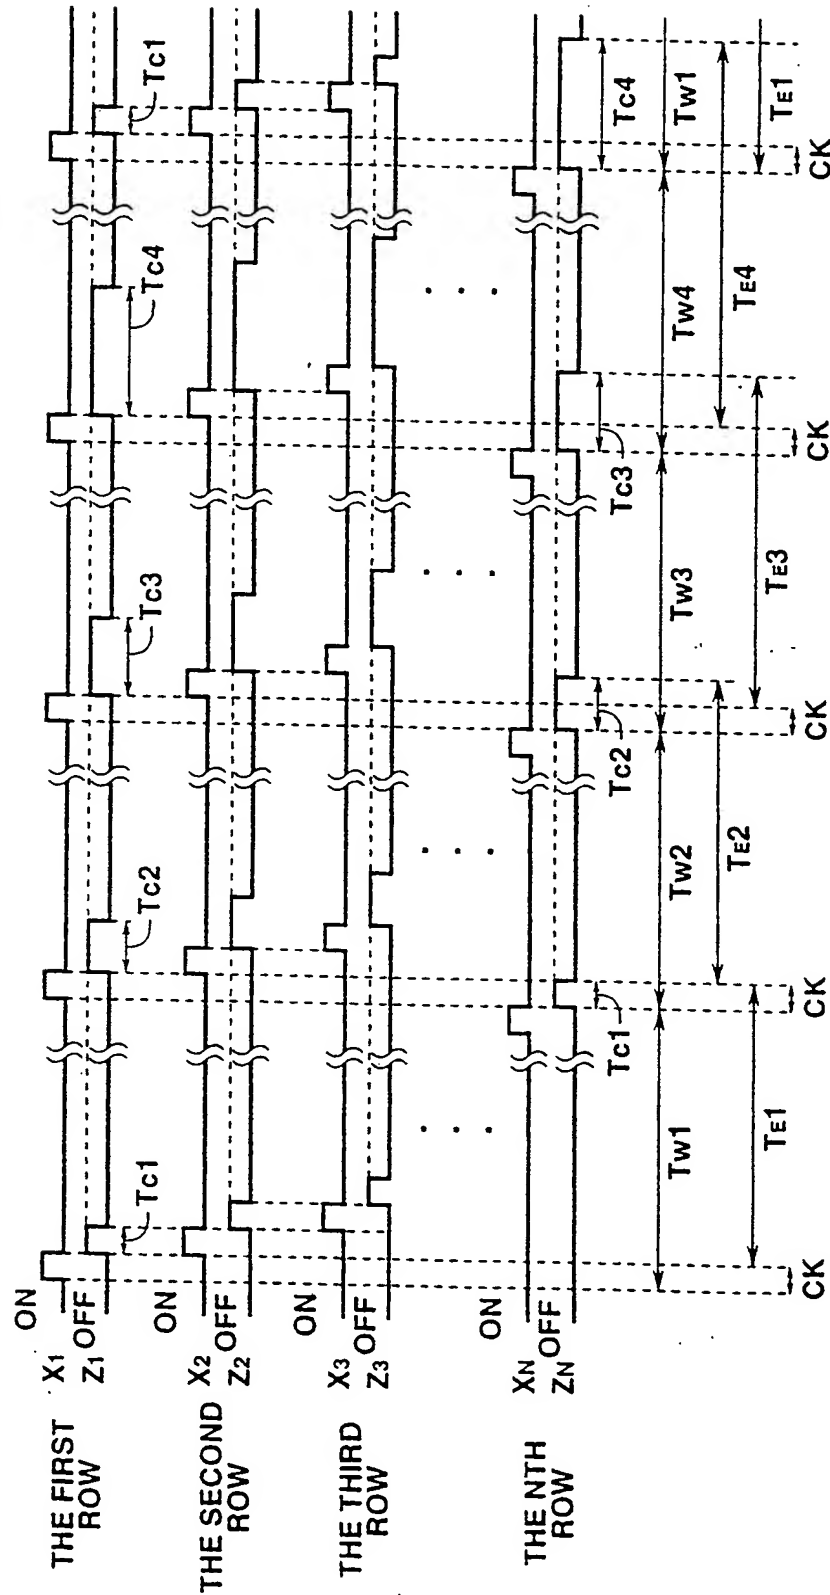 THE FIRST
ROW
X1
Z1
ON
OFF
Tc1
Tc2
Tc3
Tc4
Tc1
THE SECOND
ROW
X2
Z2
ON
OFF
THE THIRD
ROW
X3
Z3
ON
OFF
. . .
. . .
. . .
. . .
THE NTH
ROW
XN
ZN
ON
OFF
Tc1
Tc2
Tc3
Tc4
TW1
TW2
TW3
TW4
TW1
TE2
TE4
TE1
TE3
TE1
CK
CK
CK
CK
CK